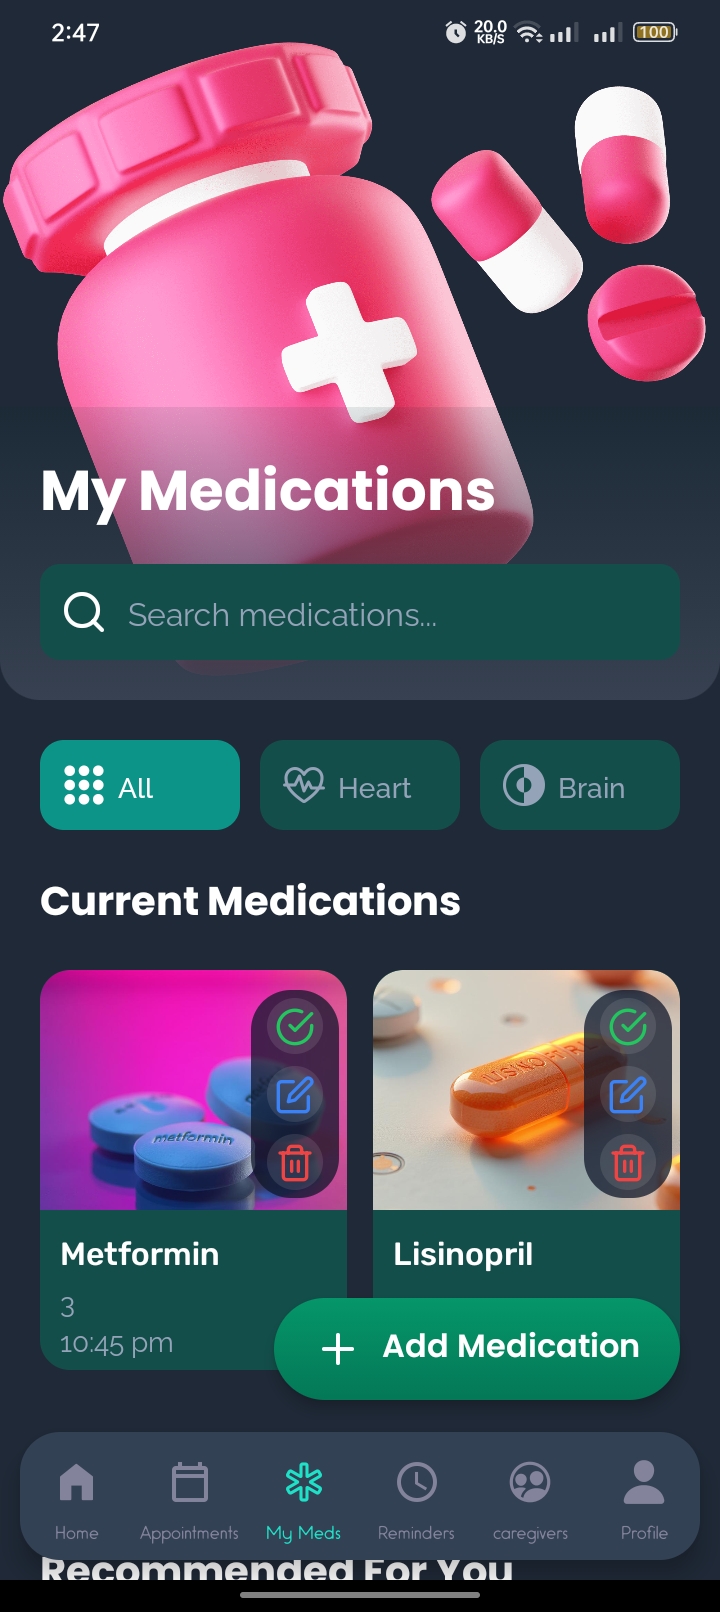 2:47
20.0
KB/S
100
My Medications
Search medications...
All
Heart
Brain
Current Medications
metformin
Metformin
Lisinopril
3
10:45 pm
Add Medication
Home
Appointments
My Meds
Reminders
caregivers
Profile
Recommended For You